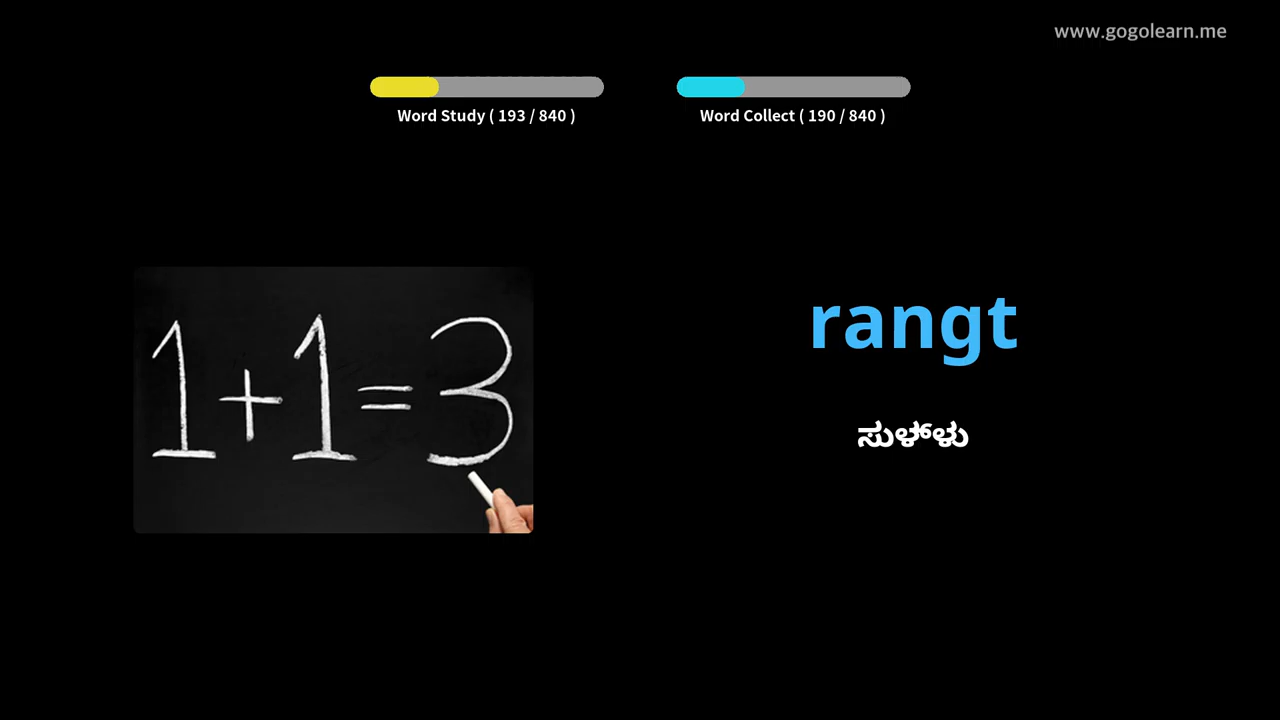 www.gogolearn.me
Word Study ( 193 / 840 )
Word Collect ( 190 / 840 )
1+1=3
rangt
ಸುಳ್ಳು